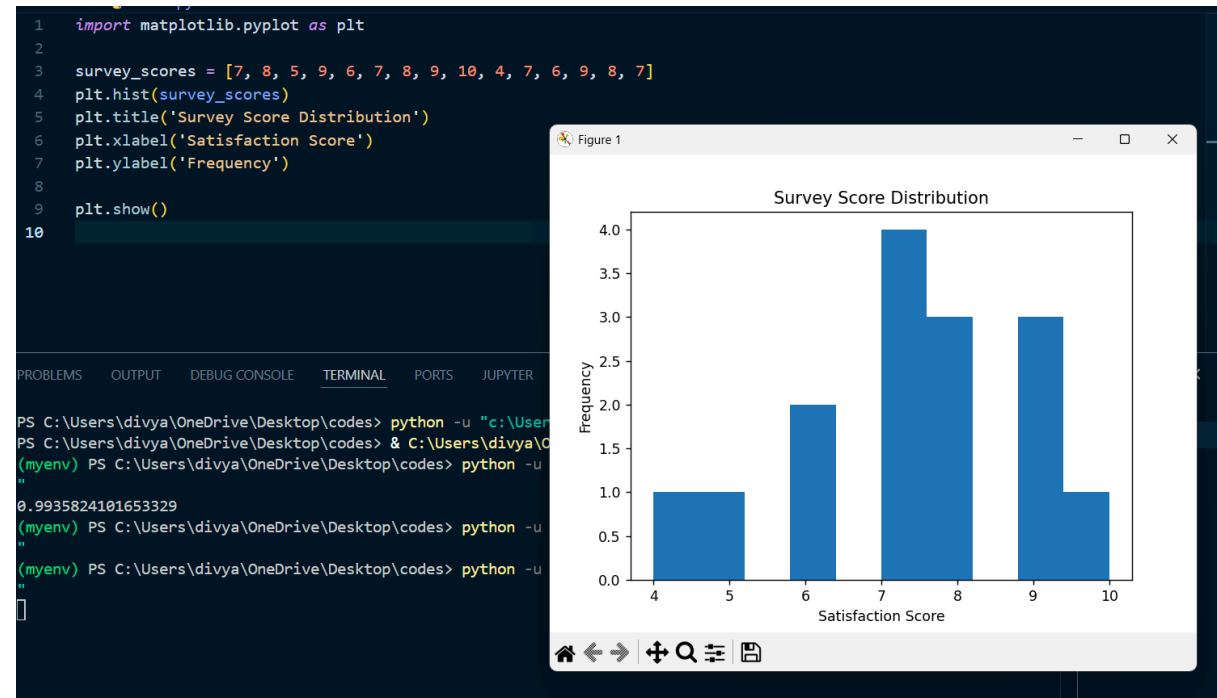 1 import matplotlib.pyplot as plt
2
3 survey_scores = [7, 8, 5, 9, 6, 7, 8, 9, 10, 4, 7, 6, 9, 8, 7]
4 plt.hist(survey_scores)
5 plt.title('Survey Score Distribution')
6 plt.xlabel('Satisfaction Score')
7 plt.ylabel('Frequency')
8
9 plt.show()
10
PROBLEMS OUTPUT DEBUG CONSOLE TERMINAL PORTS JUPYTER
PS C:\Users\divya\OneDrive\Desktop\codes> python -u "c:\User
PS C:\Users\divya\OneDrive\Desktop\codes> & C:\Users\divya\O
(myenv) PS C:\Users\divya\OneDrive\Desktop\codes> python -u
"
0.9935824101653329
(myenv) PS C:\Users\divya\OneDrive\Desktop\codes> python -u
"
(myenv) PS C:\Users\divya\OneDrive\Desktop\codes> python -u
"
Figure 1
Survey Score Distribution
Frequency
4.0
3.5
3.0
2.5
2.0
1.5
1.0
0.5
0.0
4 5 6 7 8 9 10
Satisfaction Score